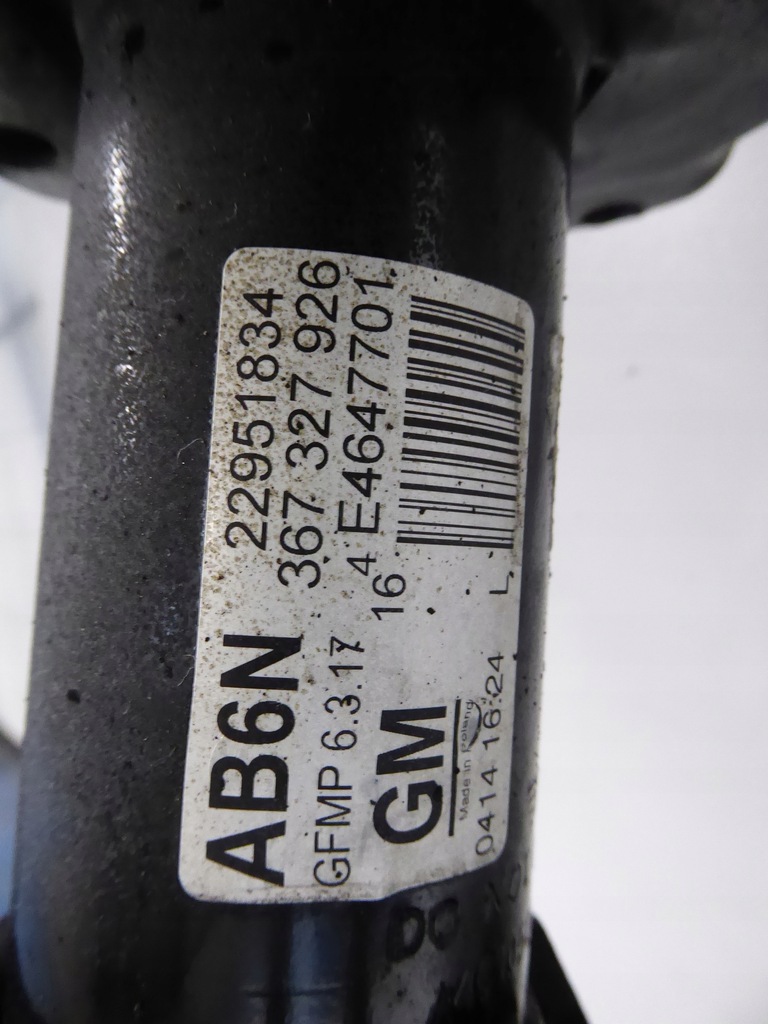 AB6N 22951834
GFMP 6.3.17 367 327 926
16 4 E4647701
GM
Made in Poland
0414 16:24 L
DO